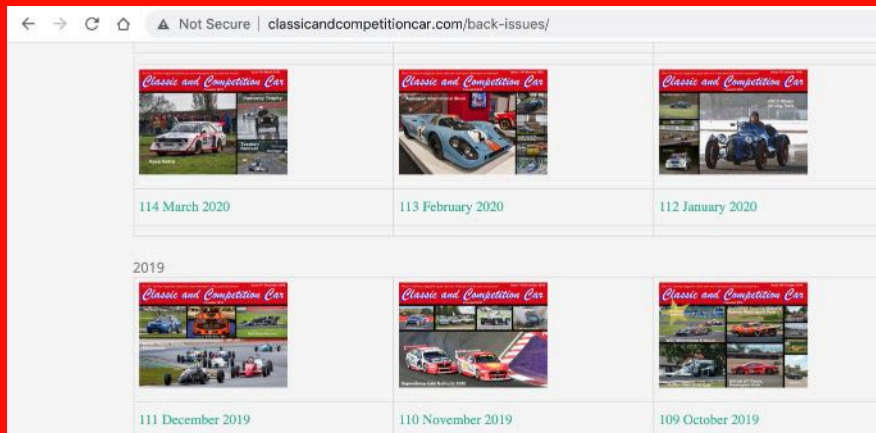 Not Secure | classicandcompetitioncar.com/back-issues/
Classic and Competition Car
Classic and Competition Car
Classic and Competition Car
114 March 2020
113 February 2020
112 January 2020
2019
Classic and Competition Car
Classic and Competition Car
Classic and Competition Car
111 December 2019
110 November 2019
109 October 2019